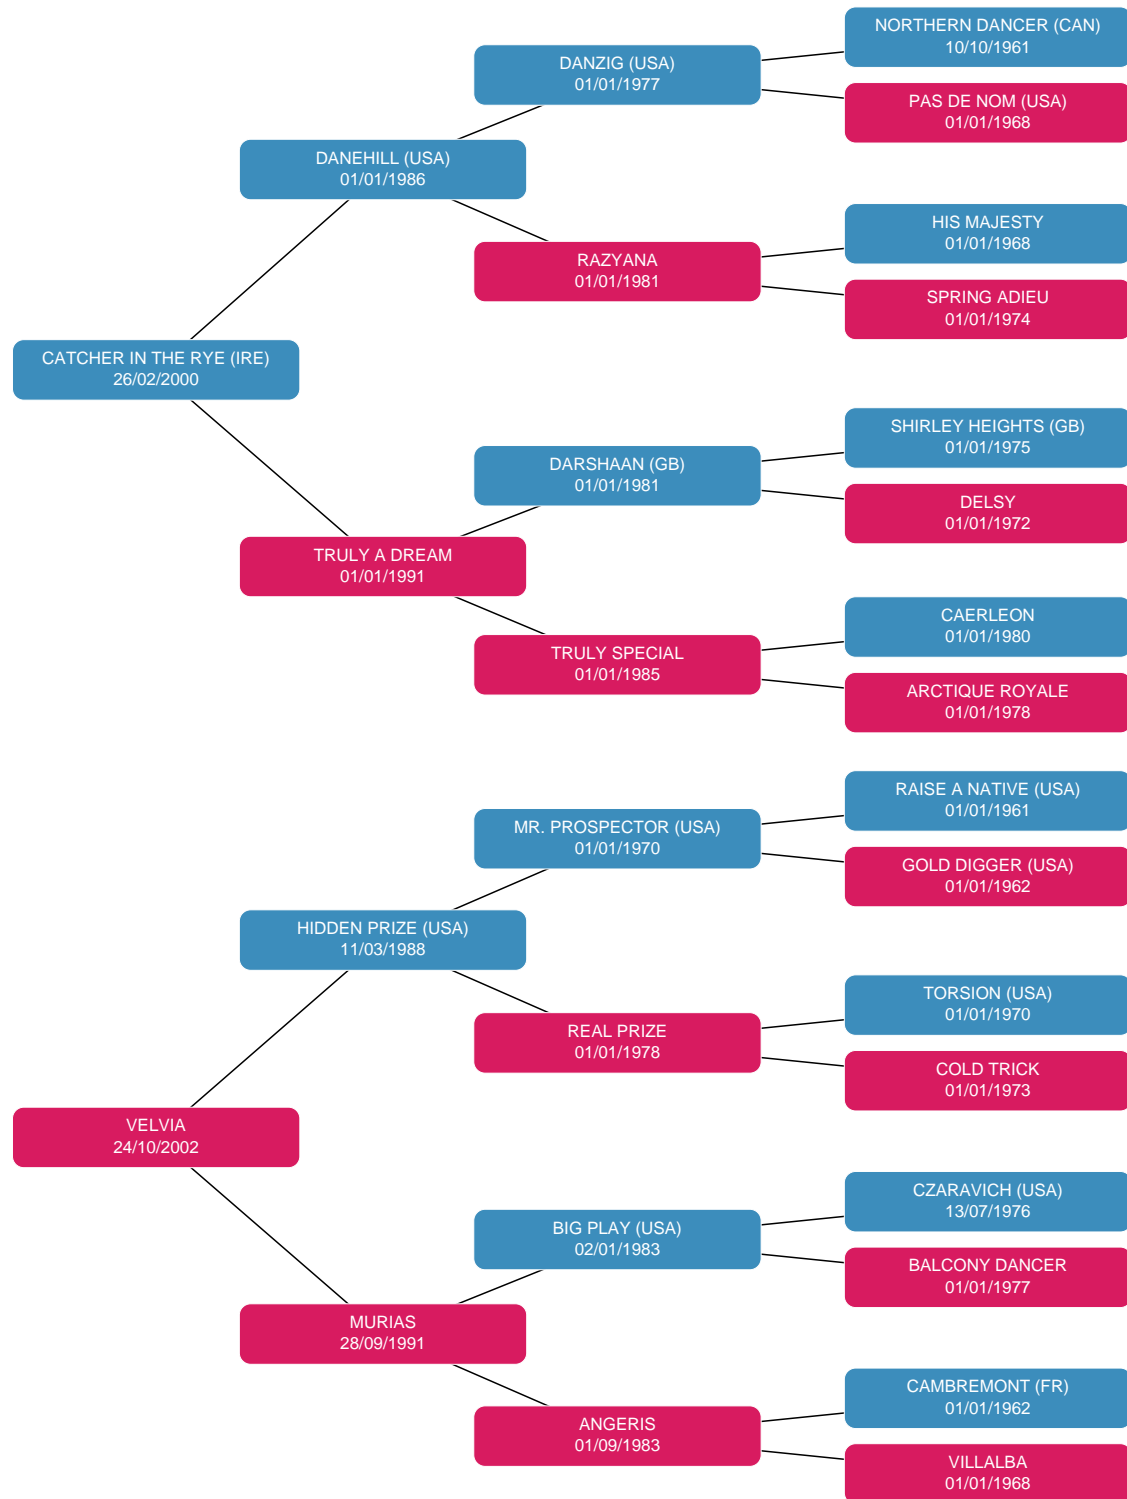 NORTHERN DANCER (CAN)
10/10/1961
DANZIG (USA)
01/01/1977
PAS DE NOM (USA)
01/01/1968
DANEHILL (USA)
01/01/1986
HIS MAJESTY
01/01/1968
RAZYANA
01/01/1981
SPRING ADIEU
01/01/1974
CATCHER IN THE RYE (IRE)
26/02/2000
SHIRLEY HEIGHTS (GB)
01/01/1975
DARSHAAN (GB)
01/01/1981
DELSY
01/01/1972
TRULY A DREAM
01/01/1991
CAERLEON
01/01/1980
TRULY SPECIAL
01/01/1985
ARCTIQUE ROYALE
01/01/1978
RAISE A NATIVE (USA)
01/01/1961
MR. PROSPECTOR (USA)
01/01/1970
GOLD DIGGER (USA)
01/01/1962
HIDDEN PRIZE (USA)
11/03/1988
TORSION (USA)
01/01/1970
REAL PRIZE
01/01/1978
COLD TRICK
01/01/1973
VELVIA
24/10/2002
CZARAVICH (USA)
13/07/1976
BIG PLAY (USA)
02/01/1983
BALCONY DANCER
01/01/1977
MURIAS
28/09/1991
CAMBREMONT (FR)
01/01/1962
ANGERIS
01/09/1983
VILLALBA
01/01/1968